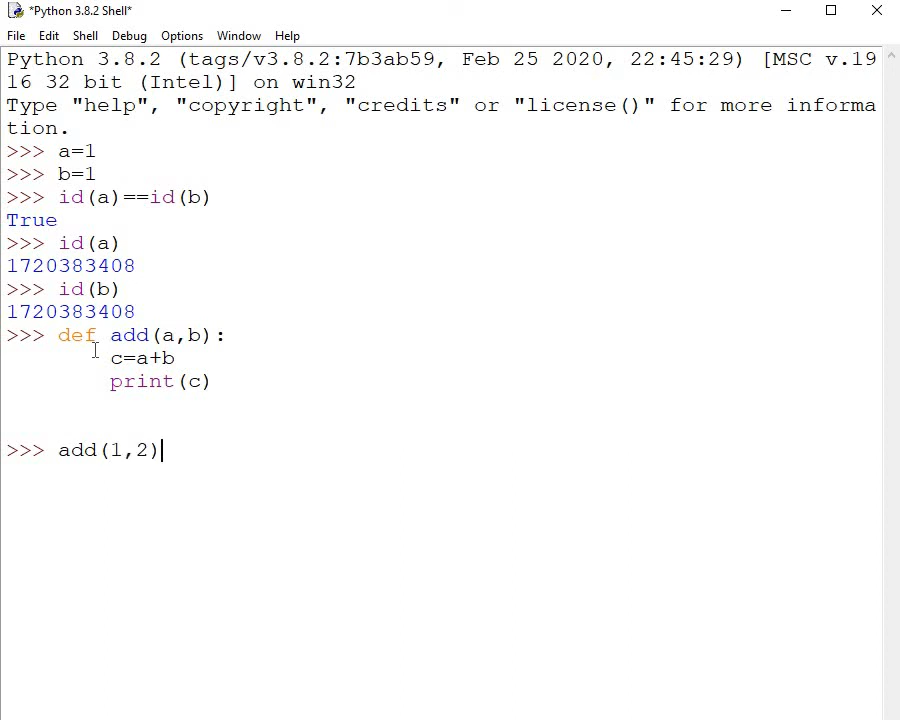 *Python 3.8.2 Shell*
File Edit Shell Debug Options Window Help
Python 3.8.2 (tags/v3.8.2:7b3ab59, Feb 25 2020, 22:45:29) [MSC v.19
16 32 bit (Intel)] on win32
Type "help", "copyright", "credits" or "license()" for more informa
tion.
>>> a=1
>>> b=1
>>> id(a)==id(b)
True
>>> id(a)
1720383408
>>> id(b)
1720383408
>>> def add(a,b):
        c=a+b
        print(c)
>>> add(1,2)